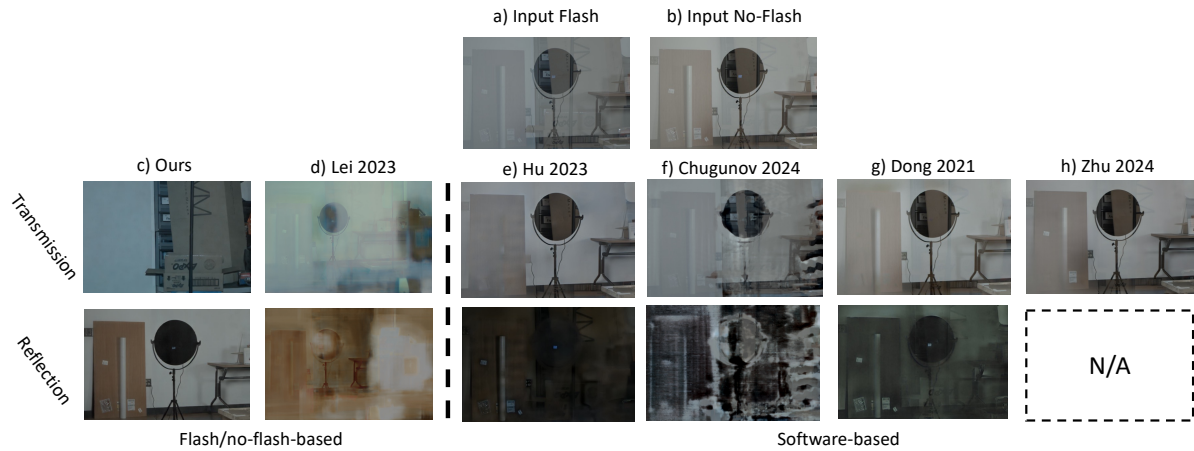 a) Input Flash
b) Input No-Flash
c) Ours
d) Lei 2023
e) Hu 2023
f) Chugunov 2024
g) Dong 2021
h) Zhu 2024
Transmission
Reflection
N/A
Flash/no-flash-based
Software-based